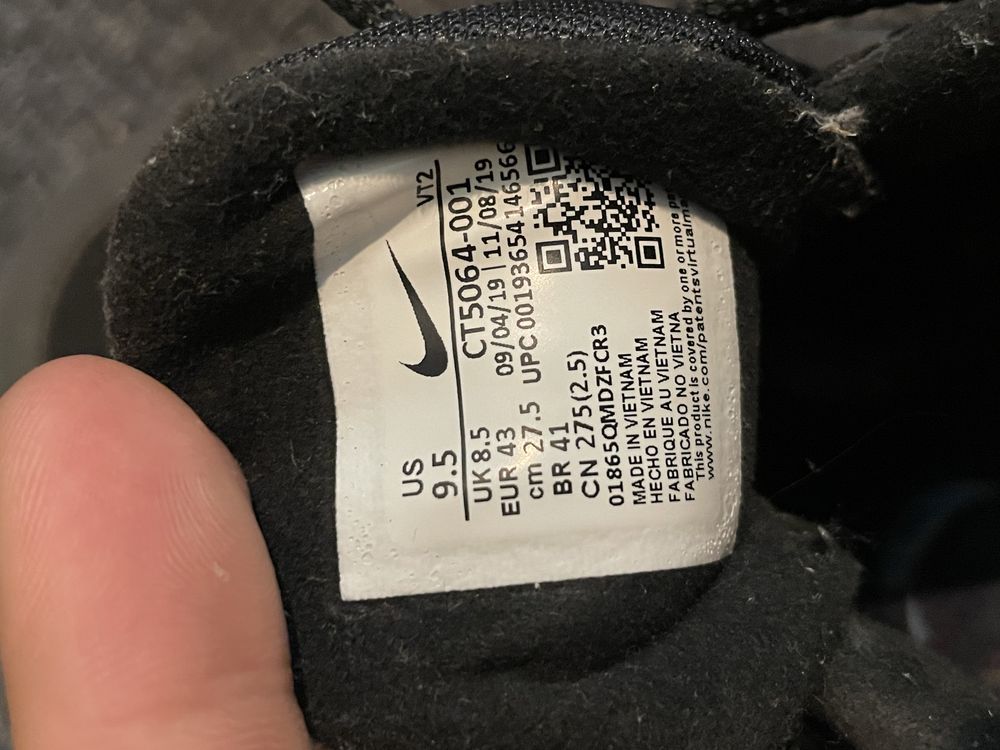 US
9.5
VT2
UK 8.5
CT5064-001
EUR 43
09/04/19 | 11/08/19
cm 27.5
UPC 00193654146566
BR 41
CN 275(2.5)
01865QMDZFCR3
MADE IN VIETNAM
HECHO EN VIETNAM
FABRIQUE AU VIETNAM
FABRICADO NO VIETNA
This product is covered by one or more
www.nike.com/patentsvirtualma